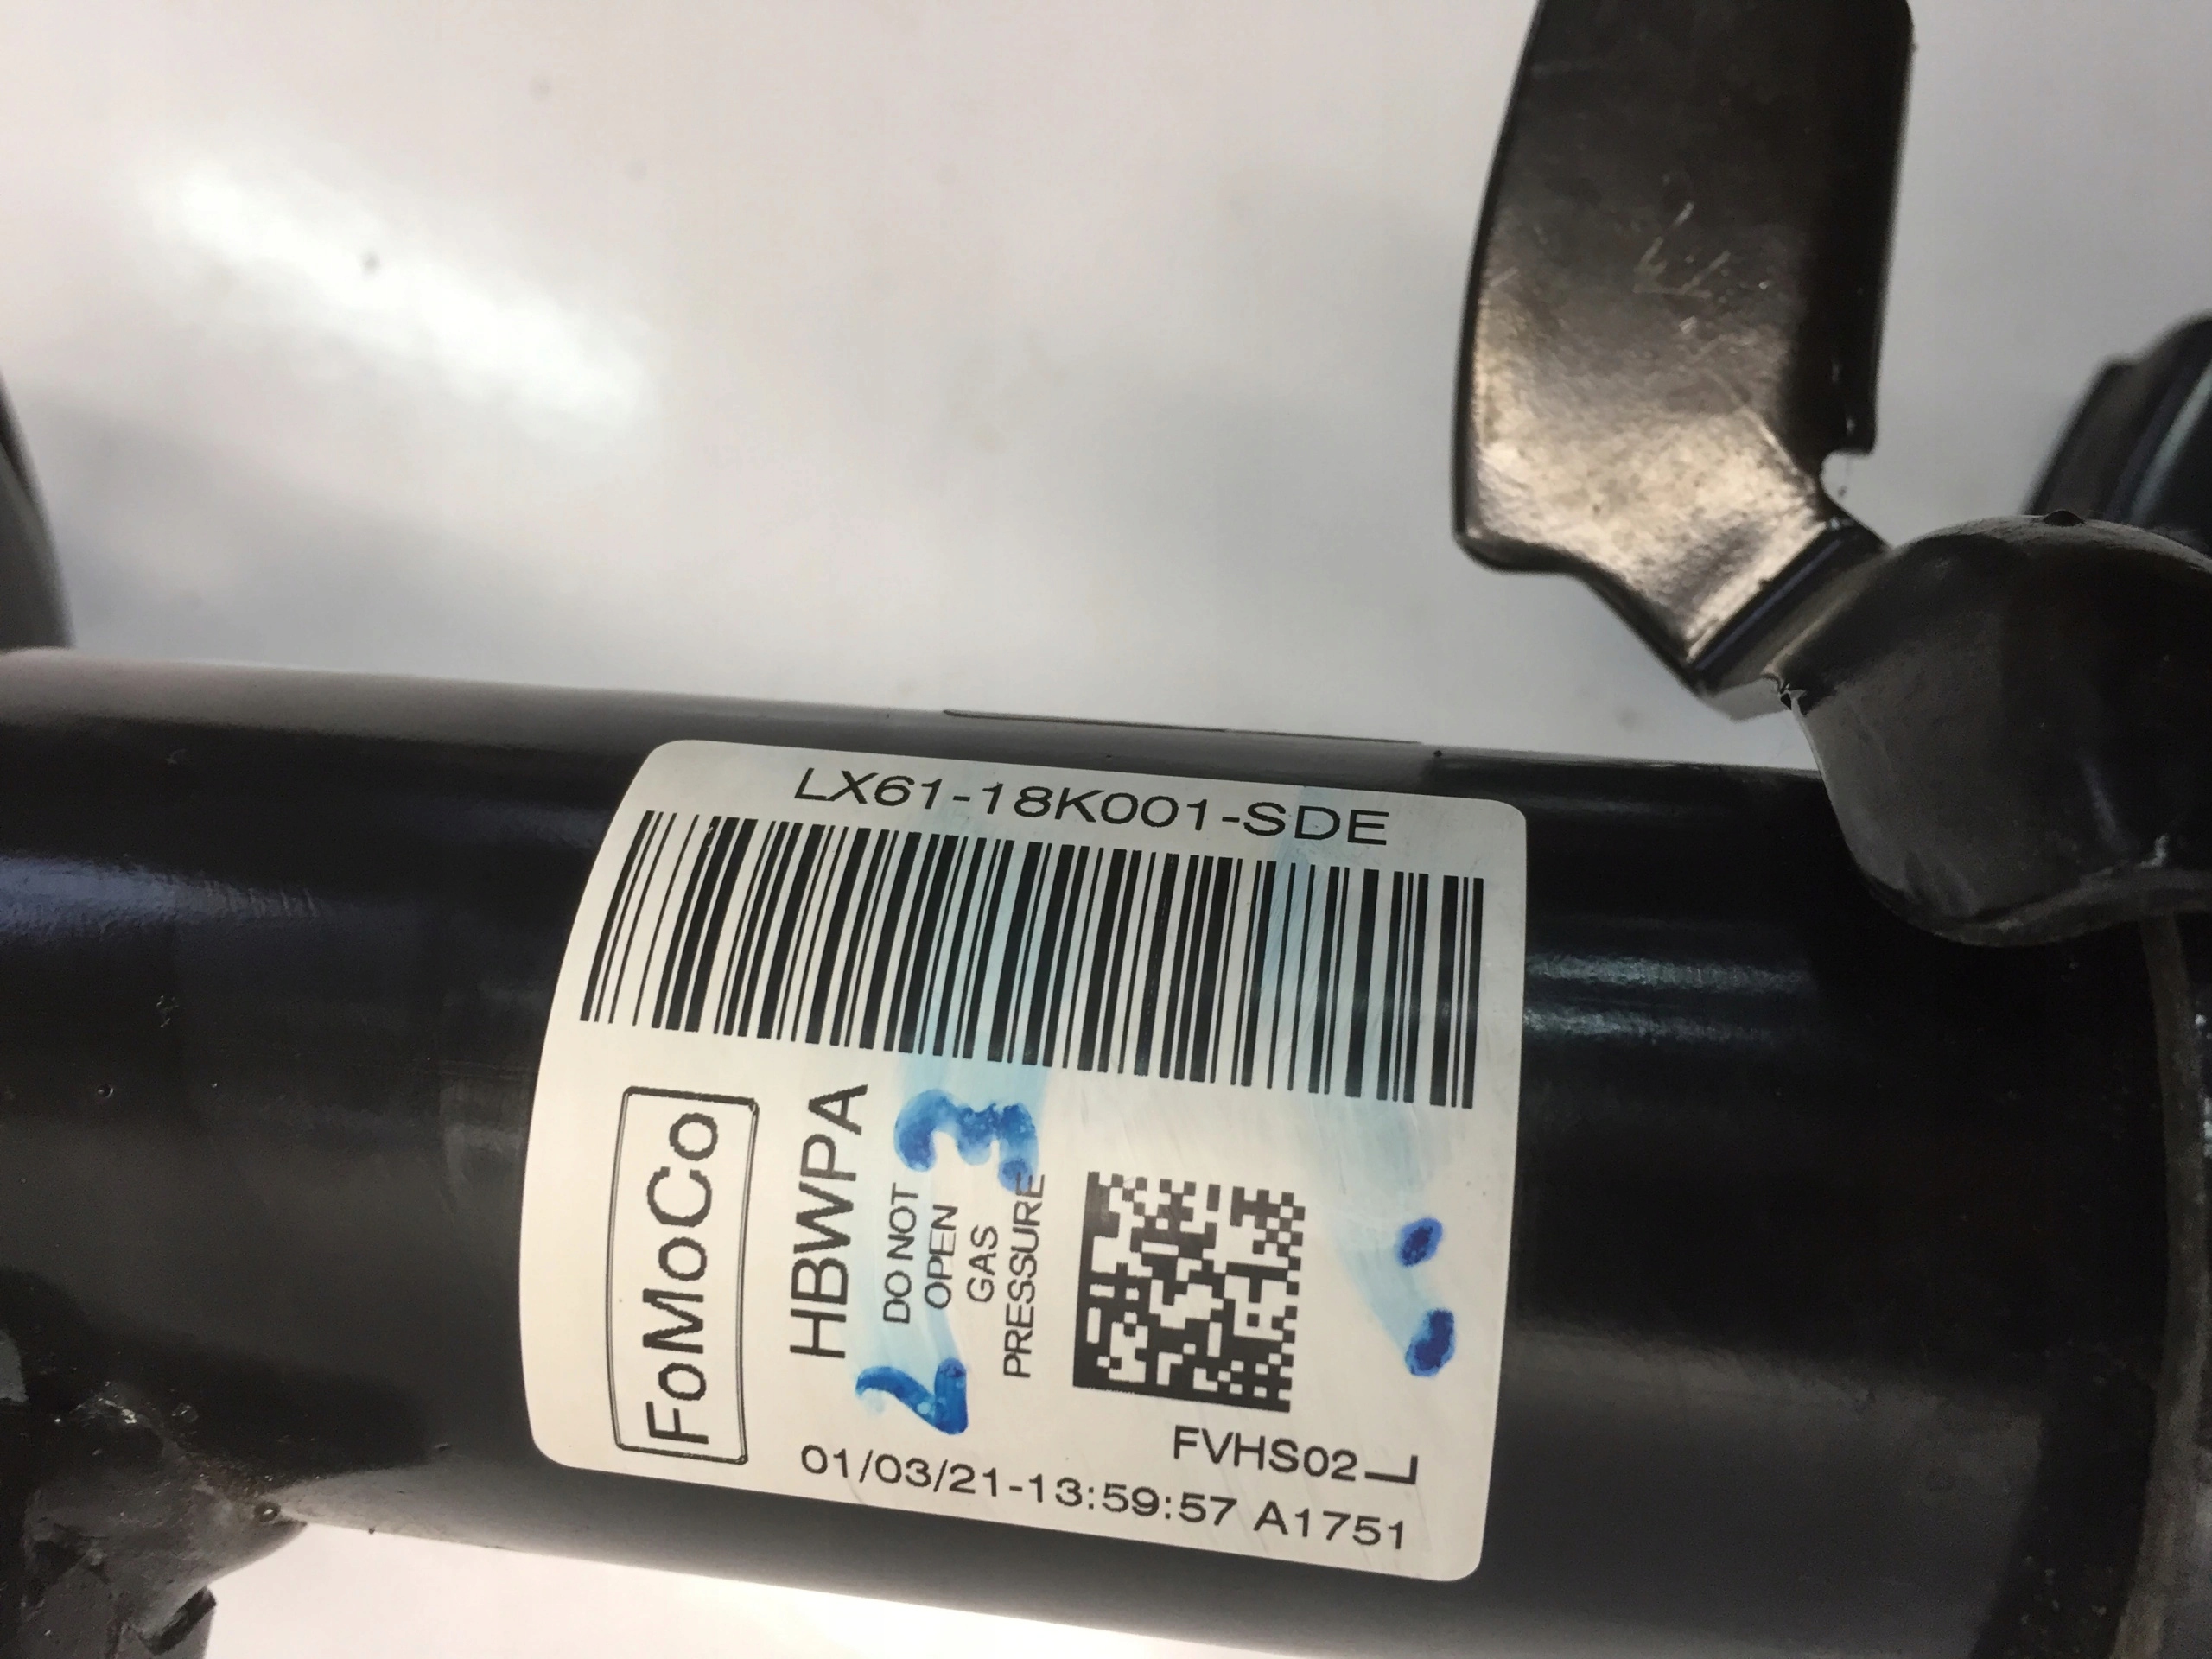 LX61-18K001-SDE
FoMoCo
HBWPA
DO NOT
OPEN
GAS
PRESSURE
FVHS02
L
01/03/21-13:59:57 A1751